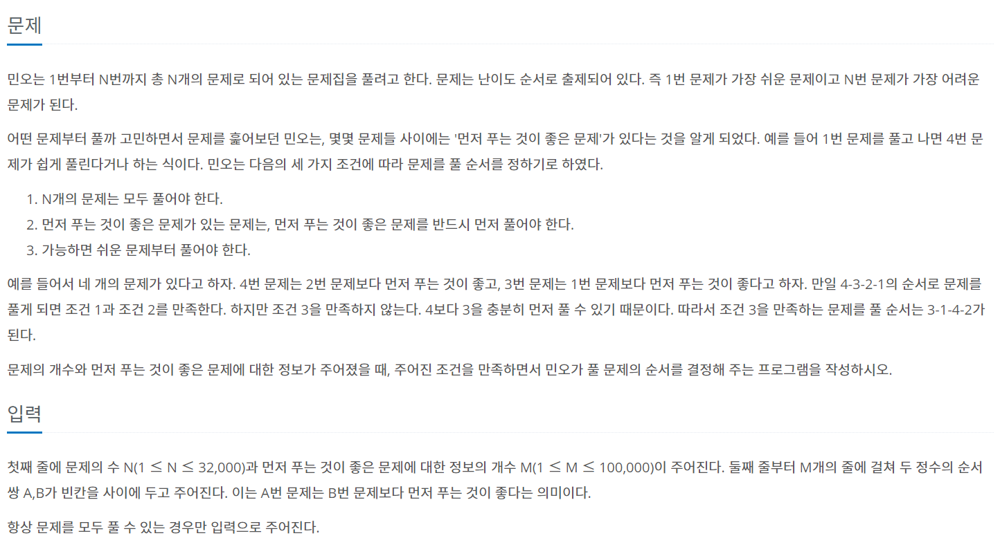 문제
민오는 1번부터 N번까지 총 N개의 문제로 되어 있는 문제집을 풀려고 한다. 문제는 난이도 순서로 출제되어 있다. 즉 1번 문제가 가장 쉬운 문제이고 N번 문제가 가장 어려운
문제가 된다.
어떤 문제부터 풀까 고민하면서 문제를 훑어보던 민오는, 몇몇 문제들 사이에는 '먼저 푸는 것이 좋은 문제'가 있다는 것을 알게 되었다. 예를 들어 1번 문제를 풀고 나면 4번 문
제가 쉽게 풀린다거나 하는 식이다. 민오는 다음의 세 가지 조건에 따라 문제를 풀 순서를 정하기로 하였다.
1. N개의 문제는 모두 풀어야 한다.
2. 먼저 푸는 것이 좋은 문제가 있는 문제는, 먼저 푸는 것이 좋은 문제를 반드시 먼저 풀어야 한다.
3. 가능하면 쉬운 문제부터 풀어야 한다.
예를 들어서 네 개의 문제가 있다고 하자. 4번 문제는 2번 문제보다 먼저 푸는 것이 좋고, 3번 문제는 1번 문제보다 먼저 푸는 것이 좋다고 하자. 만일 4-3-2-1의 순서로 문제를
풀게 되면 조건 1과 조건 2를 만족한다. 하지만 조건 3을 만족하지 않는다. 4보다 3을 충분히 먼저 풀 수 있기 때문이다. 따라서 조건 3을 만족하는 문제를 풀 순서는 3-1-4-2가
된다.
문제의 개수와 먼저 푸는 것이 좋은 문제에 대한 정보가 주어졌을 때, 주어진 조건을 만족하면서 민오가 풀 문제의 순서를 결정해 주는 프로그램을 작성하시오.
입력
첫째 줄에 문제의 수 N(1 ≤ N ≤ 32,000)과 먼저 푸는 것이 좋은 문제에 대한 정보의 개수 M(1 ≤ M ≤ 100,000)이 주어진다. 둘째 줄부터 M개의 줄에 걸쳐 두 정수의 순서
쌍 A,B가 빈칸을 사이에 두고 주어진다. 이는 A번 문제는 B번 문제보다 먼저 푸는 것이 좋다는 의미이다.
항상 문제를 모두 풀 수 있는 경우만 입력으로 주어진다.